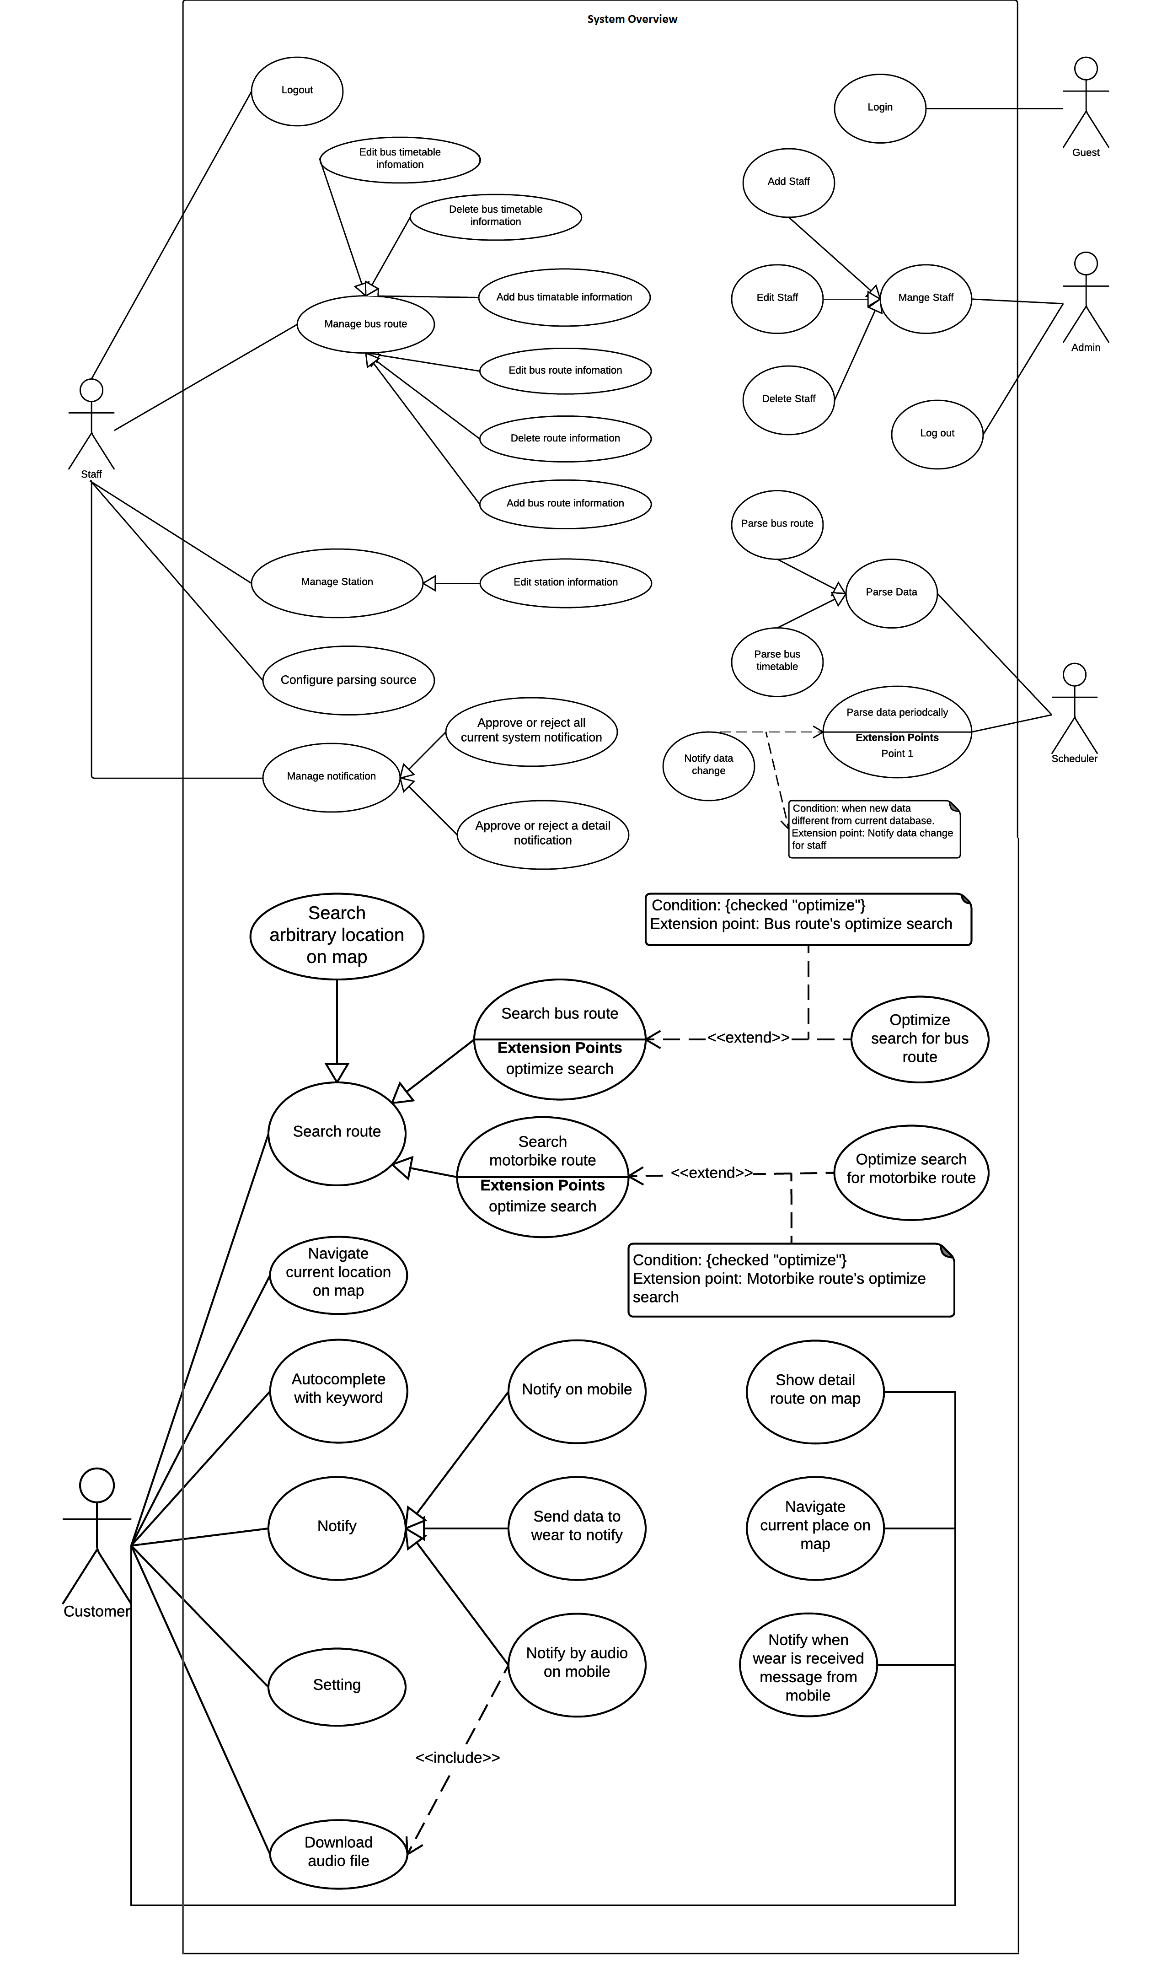 System Overview
Logout
Login
Guest
Edit bus timetable
infomation
Add Staff
Delete bus timetable
information
Add bus timatable information
Edit Staff
Mange Staff
Manage bus route
Admin
Edit bus route infomation
Delete Staff
Delete route information
Log out
Staff
Add bus route information
Parse bus route
Manage Station
Edit station information
Parse Data
Parse bus
timetable
Configure parsing source
Approve or reject all
current system notification
Parse data periodcally
Extension Points
Point 1
Notify data
change
Scheduler
Manage notification
Condition: when new data
different from current database.
Extension point: Notify data change
for staff
Approve or reject a detail
notification
Search
arbitrary location
on map
Condition: {checked "optimize"}
Extension point: Bus route's optimize search
Search bus route
Extension Points
optimize search
<<extend>>
Optimize
search for bus
route
Search route
Search
motorbike route
Extension Points
optimize search
<<extend>>
Optimize search
for motorbike route
Navigate
current location
on map
Condition: {checked "optimize"}
Extension point: Motorbike route's optimize
search
Autocomplete
with keyword
Notify on mobile
Show detail
route on map
Notify
Send data to
wear to notify
Navigate
current place on
map
Customer
Setting
Notify by audio
on mobile
Notify when
wear is received
message from
mobile
<<include>>
Download
audio file